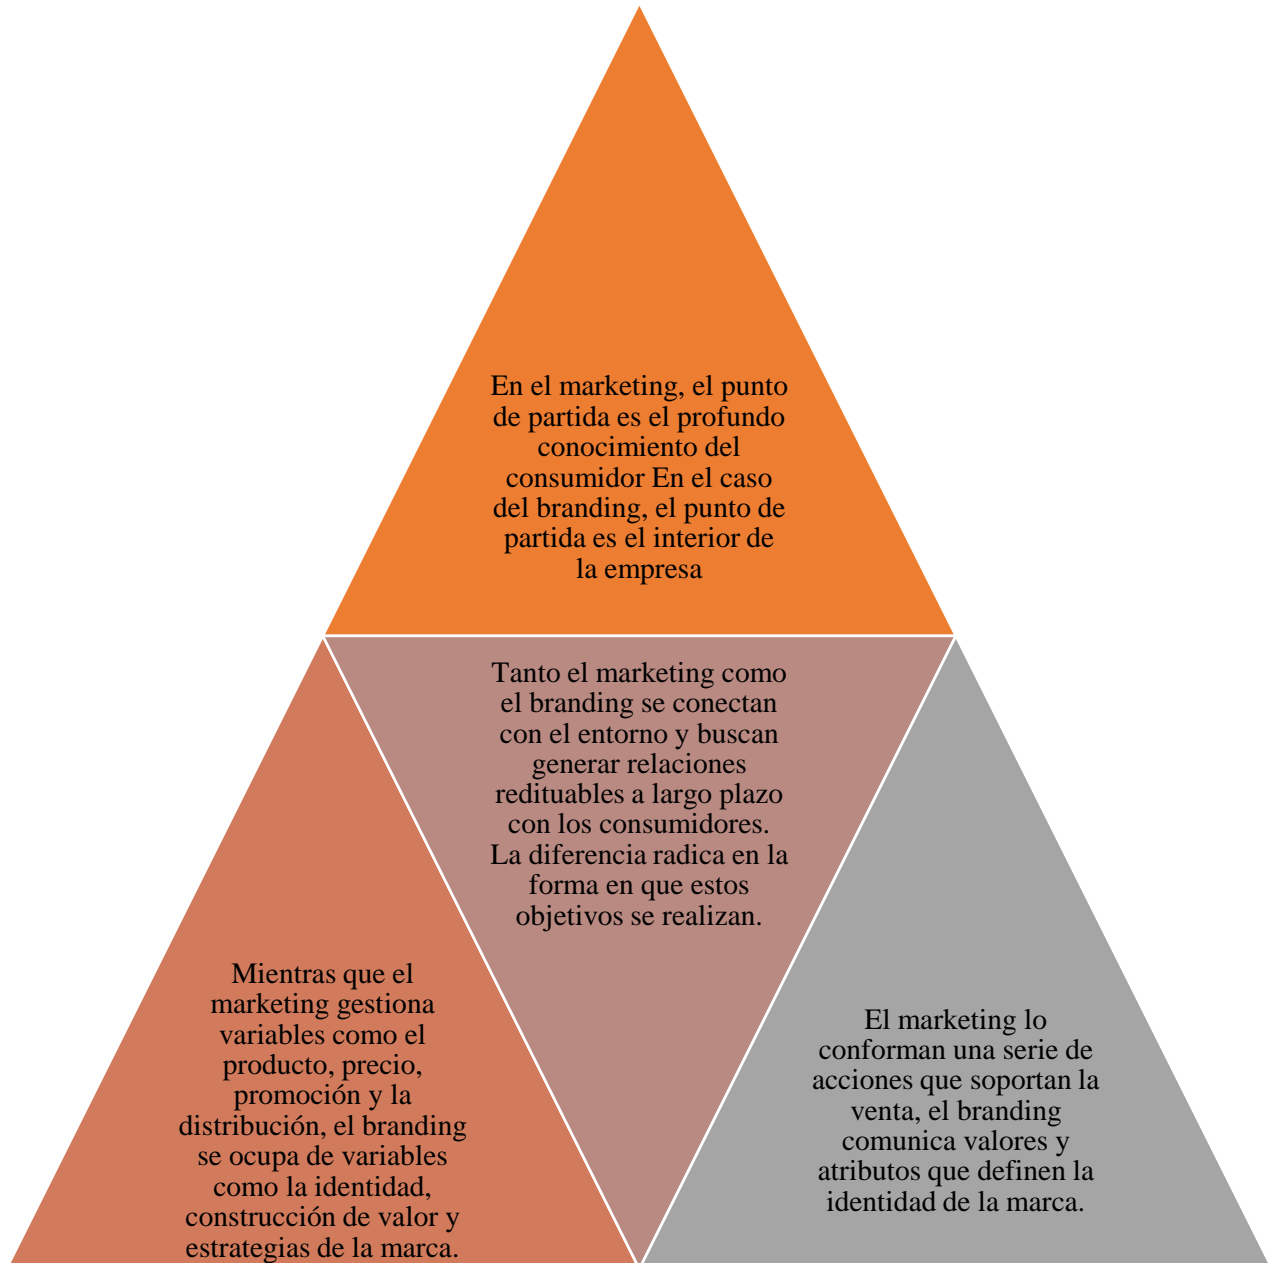 En el marketing, el punto
de partida es el profundo
conocimiento del
consumidor En el caso
del branding, el punto de
partida es el interior de
la empresa
Tanto el marketing como
el branding se conectan
con el entorno y buscan
generar relaciones
redituables a largo plazo
con los consumidores.
La diferencia radica en la
forma en que estos
objetivos se realizan.
Mientras que el
marketing gestiona
variables como el
producto, precio,
promoción y la
distribución, el branding
se ocupa de variables
como la identidad,
construcción de valor y
estrategias de la marca.
El marketing lo
conforman una serie de
acciones que soportan la
venta, el branding
comunica valores y
atributos que definen la
identidad de la marca.